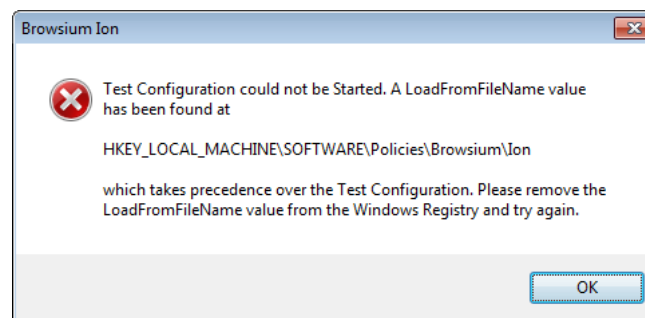 Browsium Ion
Test Configuration could not be Started. A LoadFromFileName value
has been found at
HKEY_LOCAL_MACHINE\SOFTWARE\Policies\Browsium\Ion
which takes precedence over the Test Configuration. Please remove the
LoadFromFileName value from the Windows Registry and try again.
OK